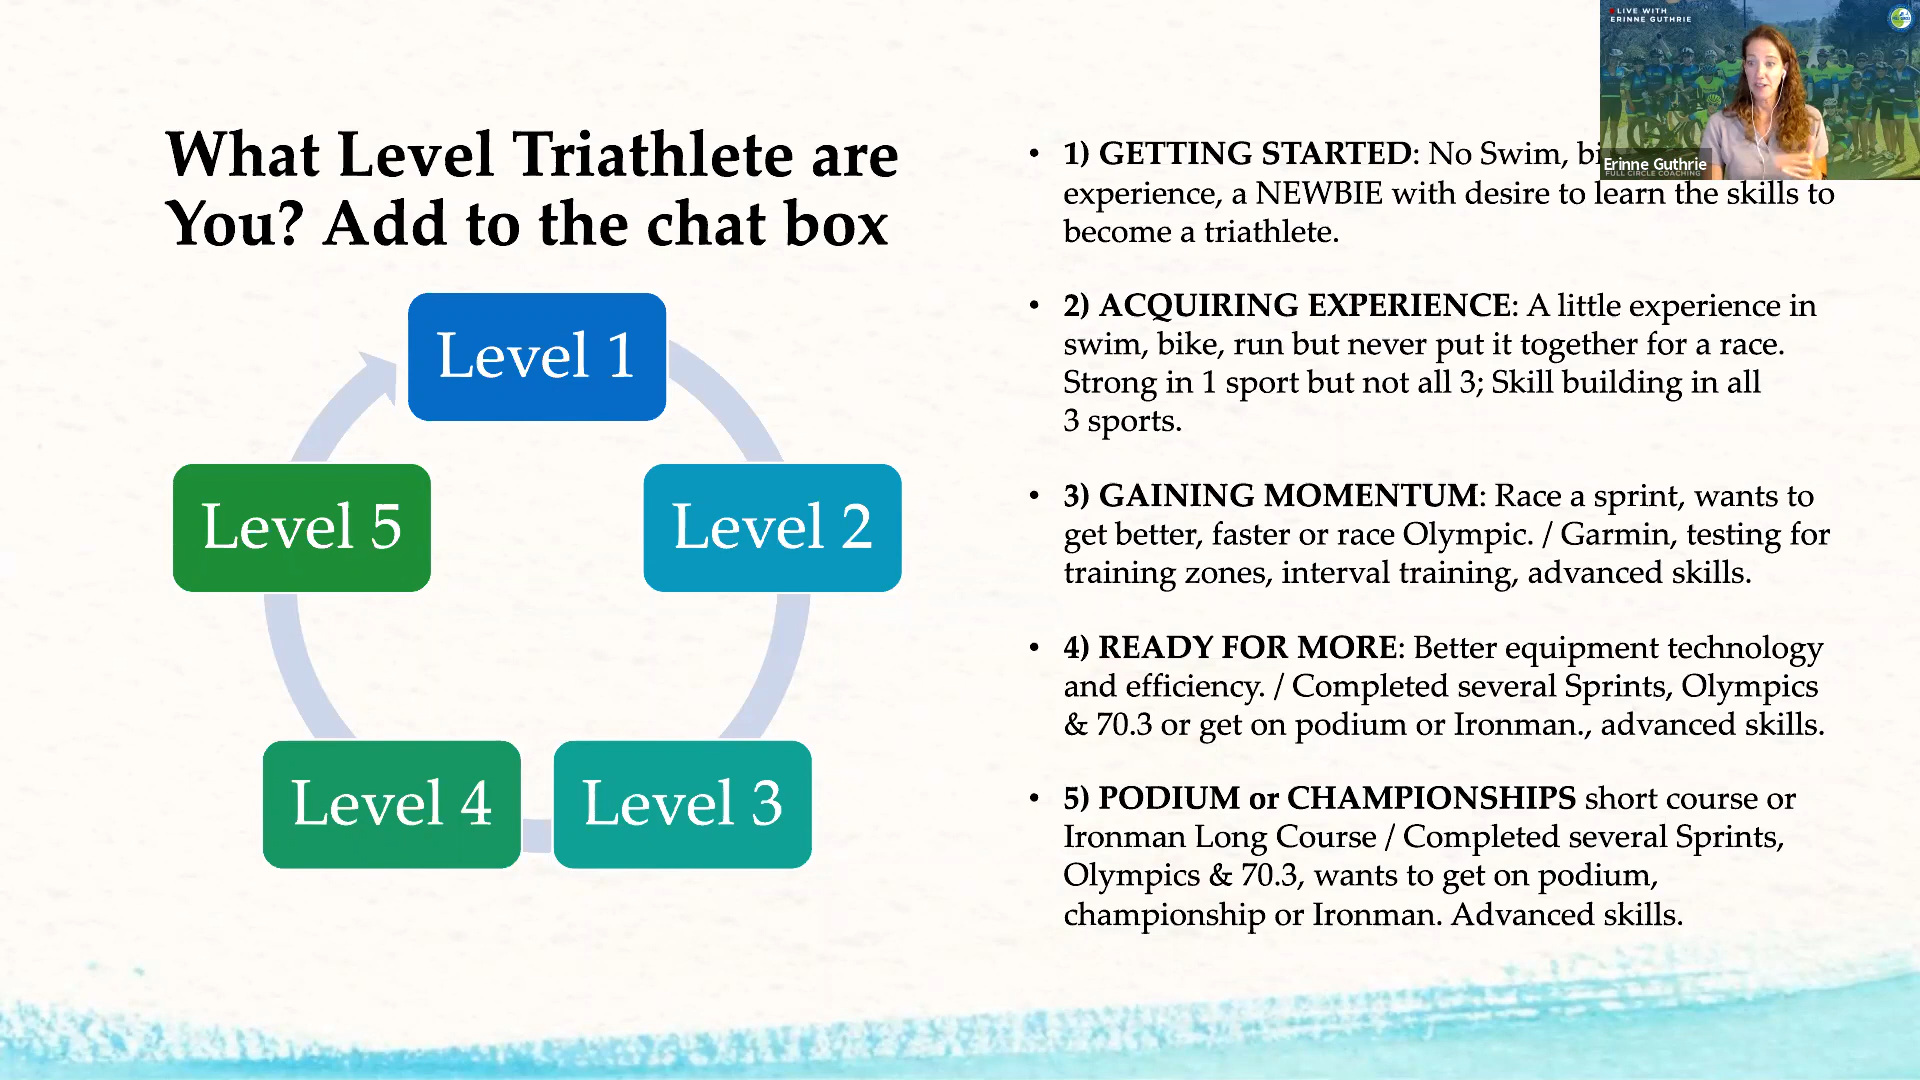 What Level Triathlete are
You? Add to the chat box
Level 1
Level 2
Level 3
Level 4
Level 5
• 1) GETTING STARTED: No Swim,
experience, a NEWBIE with desire to learn the skills to
become a triathlete.
• 2) ACQUIRING EXPERIENCE: A little experience in
swim, bike, run but never put it together for a race.
Strong in 1 sport but not all 3; Skill building in all
3 sports.
• 3) GAINING MOMENTUM: Race a sprint, wants to
get better, faster or race Olympic. / Garmin, testing for
training zones, interval training, advanced skills.
• 4) READY FOR MORE: Better equipment technology
and efficiency. / Completed several Sprints, Olympics
& 70.3 or get on podium or Ironman., advanced skills.
• 5) PODIUM or CHAMPIONSHIPS short course or
Ironman Long Course / Completed several Sprints,
Olympics & 70.3, wants to get on podium,
championship or Ironman. Advanced skills.
LIVE WITH
ERINNE GUTHRIE
Erinne Guthrie
FULL CIRCLE COACHING